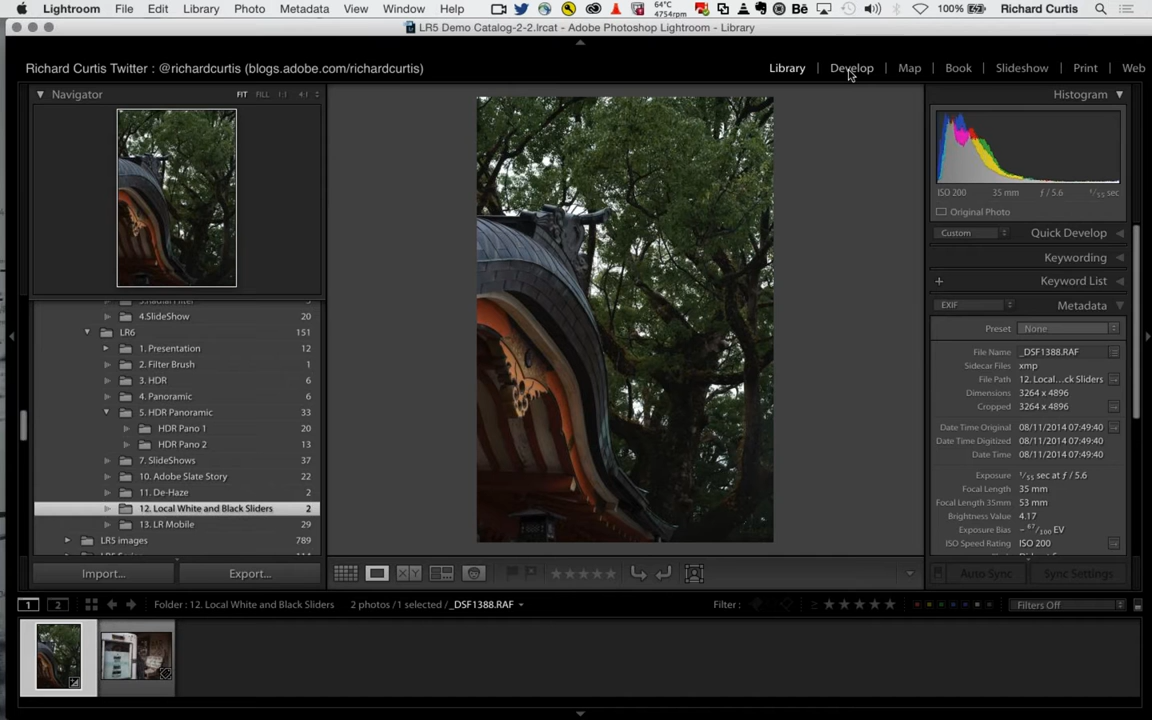 Lightroom File Edit Library Photo Metadata View Window Help 64°C 4754rpm 100% Richard Curtis
LR5 Demo Catalog-2-2.lrcat - Adobe Photoshop Lightroom - Library
Richard Curtis Twitter : @richardcurtis (blogs.adobe.com/richardcurtis)
Library | Develop | Map | Book | Slideshow | Print | Web
Navigator FIT FILL 1:1 4:1
4.SlideShow 20
LR6 151
1. Presentation 12
2. Filter Brush 1
3. HDR 6
4. Panoramic 6
5. HDR Panoramic 33
HDR Pano 1 20
HDR Pano 2 13
7. SlideShows 37
10. Adobe Slate Story 22
11. De-Haze 2
12. Local White and Black Sliders 2
13. LR Mobile 29
LR5 images 789
Import... Export...
Histogram
ISO 200 35 mm f / 5.6 sec
Original Photo
Custom Quick Develop
Keywording
+ Keyword List
EXIF Metadata
Preset None
File Name _DSF1388.RAF
Sidecar Files xmp
File Path 12. Local...ck Sliders
Dimensions 3264 x 4896
Cropped 3264 x 4896
Date Time Original 08/11/2014 07:49:40
Date Time Digitized 08/11/2014 07:49:40
Date Time 08/11/2014 07:49:40
Exposure 1/55 sec at f / 5.6
Focal Length 35 mm
Focal Length 35mm 53 mm
Brightness Value 4.17
Exposure Bias - 67/100 EV
ISO Speed Rating ISO 200
Auto Sync Sync Settings
1 2 Folder : 12. Local White and Black Sliders 2 photos /1 selected / _DSF1388.RAF Filter : Filters Off